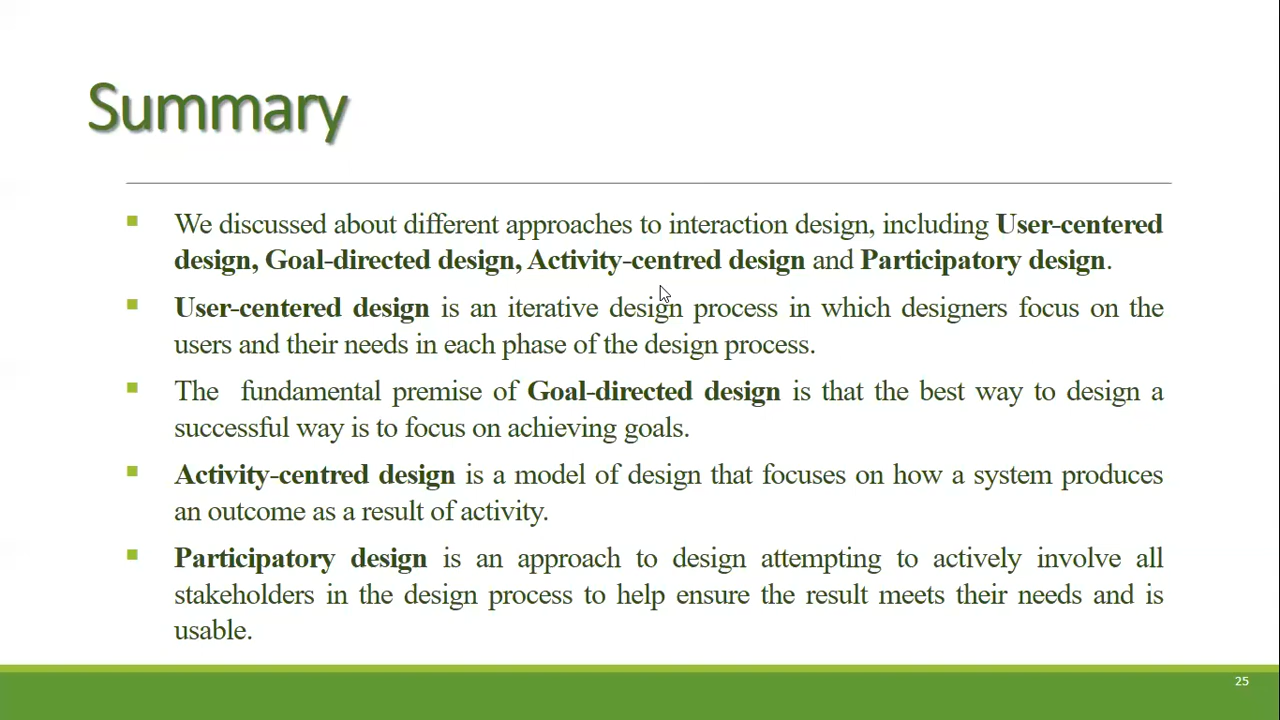 Summary
We discussed about different approaches to interaction design, including User-centered
design, Goal-directed design, Activity-centred design and Participatory design.
User-centered design is an iterative design process in which designers focus on the
users and their needs in each phase of the design process.
The fundamental premise of Goal-directed design is that the best way to design a
successful way is to focus on achieving goals.
Activity-centred design is a model of design that focuses on how a system produces
an outcome as a result of activity.
Participatory design is an approach to design attempting to actively involve all
stakeholders in the design process to help ensure the result meets their needs and is
usable.
25